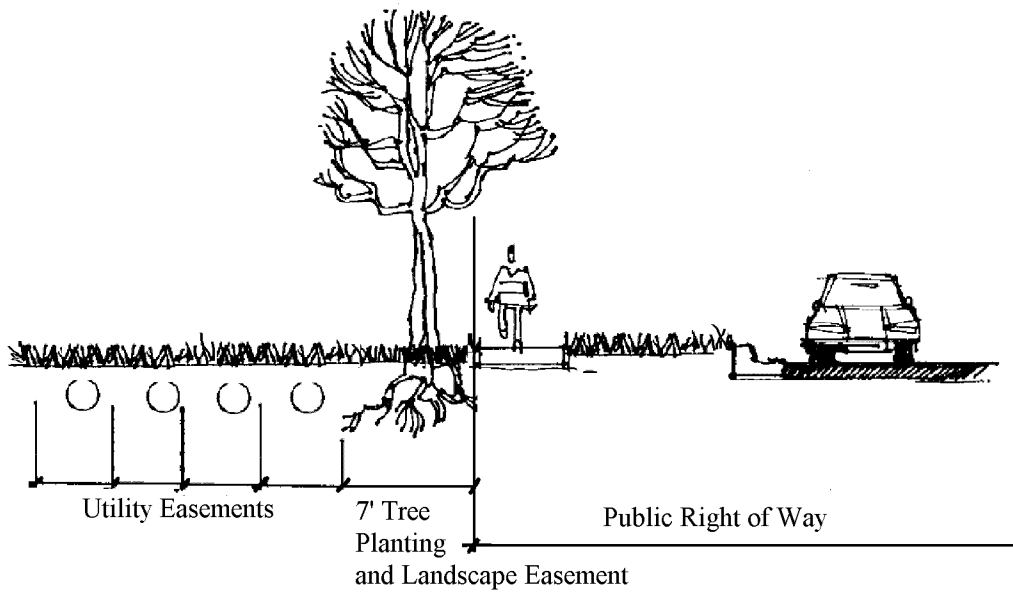 Utility Easements
7' Tree
Planting
and Landscape Easement
Public Right of Way